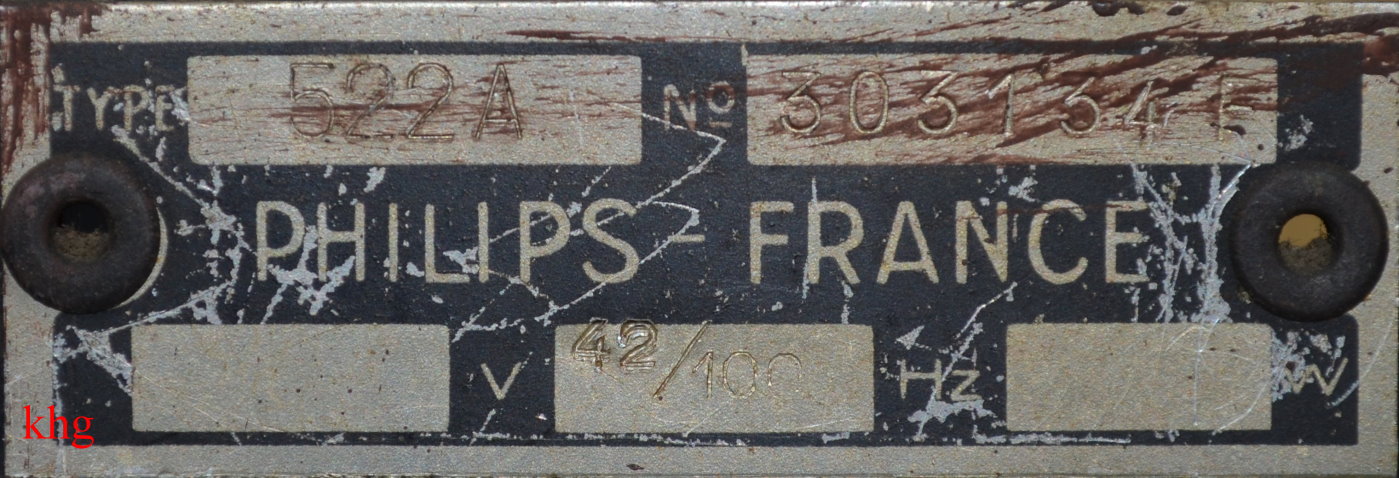 TYPE 522A No 303134 F
PHILIPS - FRANCE
V 42/100 Hz W
khg